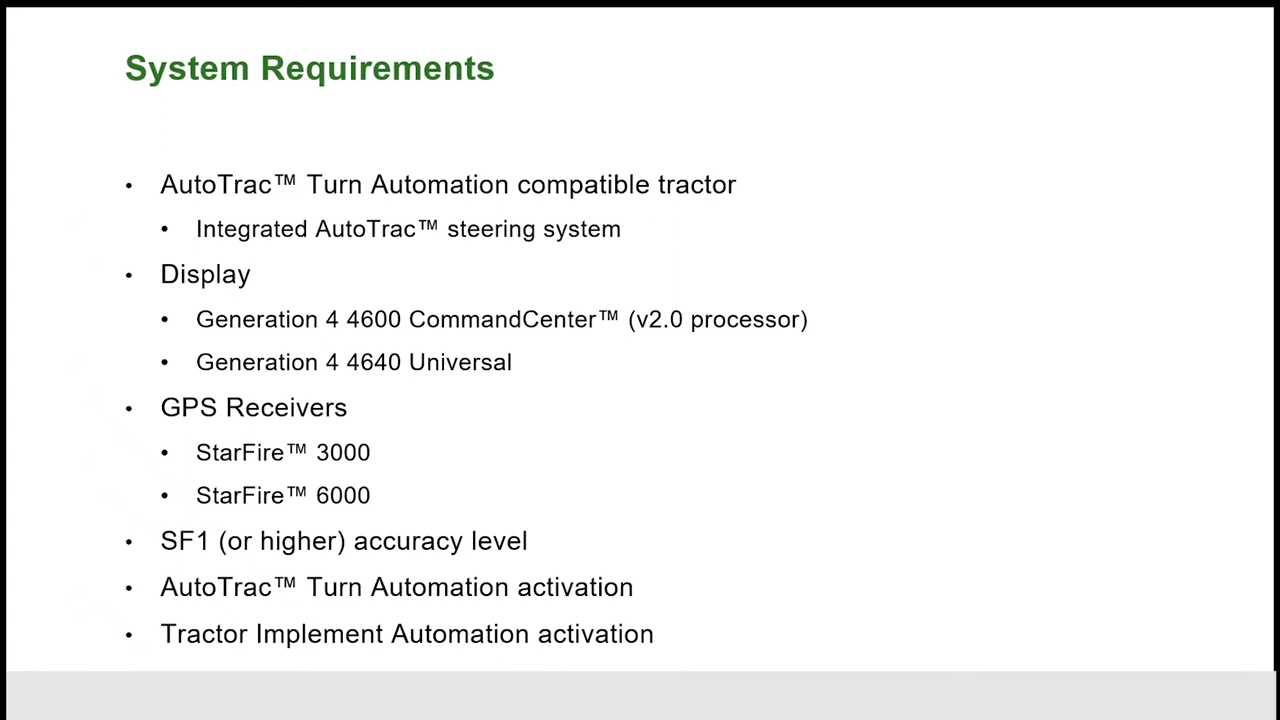 System Requirements
• AutoTrac™ Turn Automation compatible tractor
• Integrated AutoTrac™ steering system
• Display
• Generation 4 4600 CommandCenter™ (v2.0 processor)
• Generation 4 4640 Universal
• GPS Receivers
• StarFire™ 3000
• StarFire™ 6000
• SF1 (or higher) accuracy level
• AutoTrac™ Turn Automation activation
• Tractor Implement Automation activation